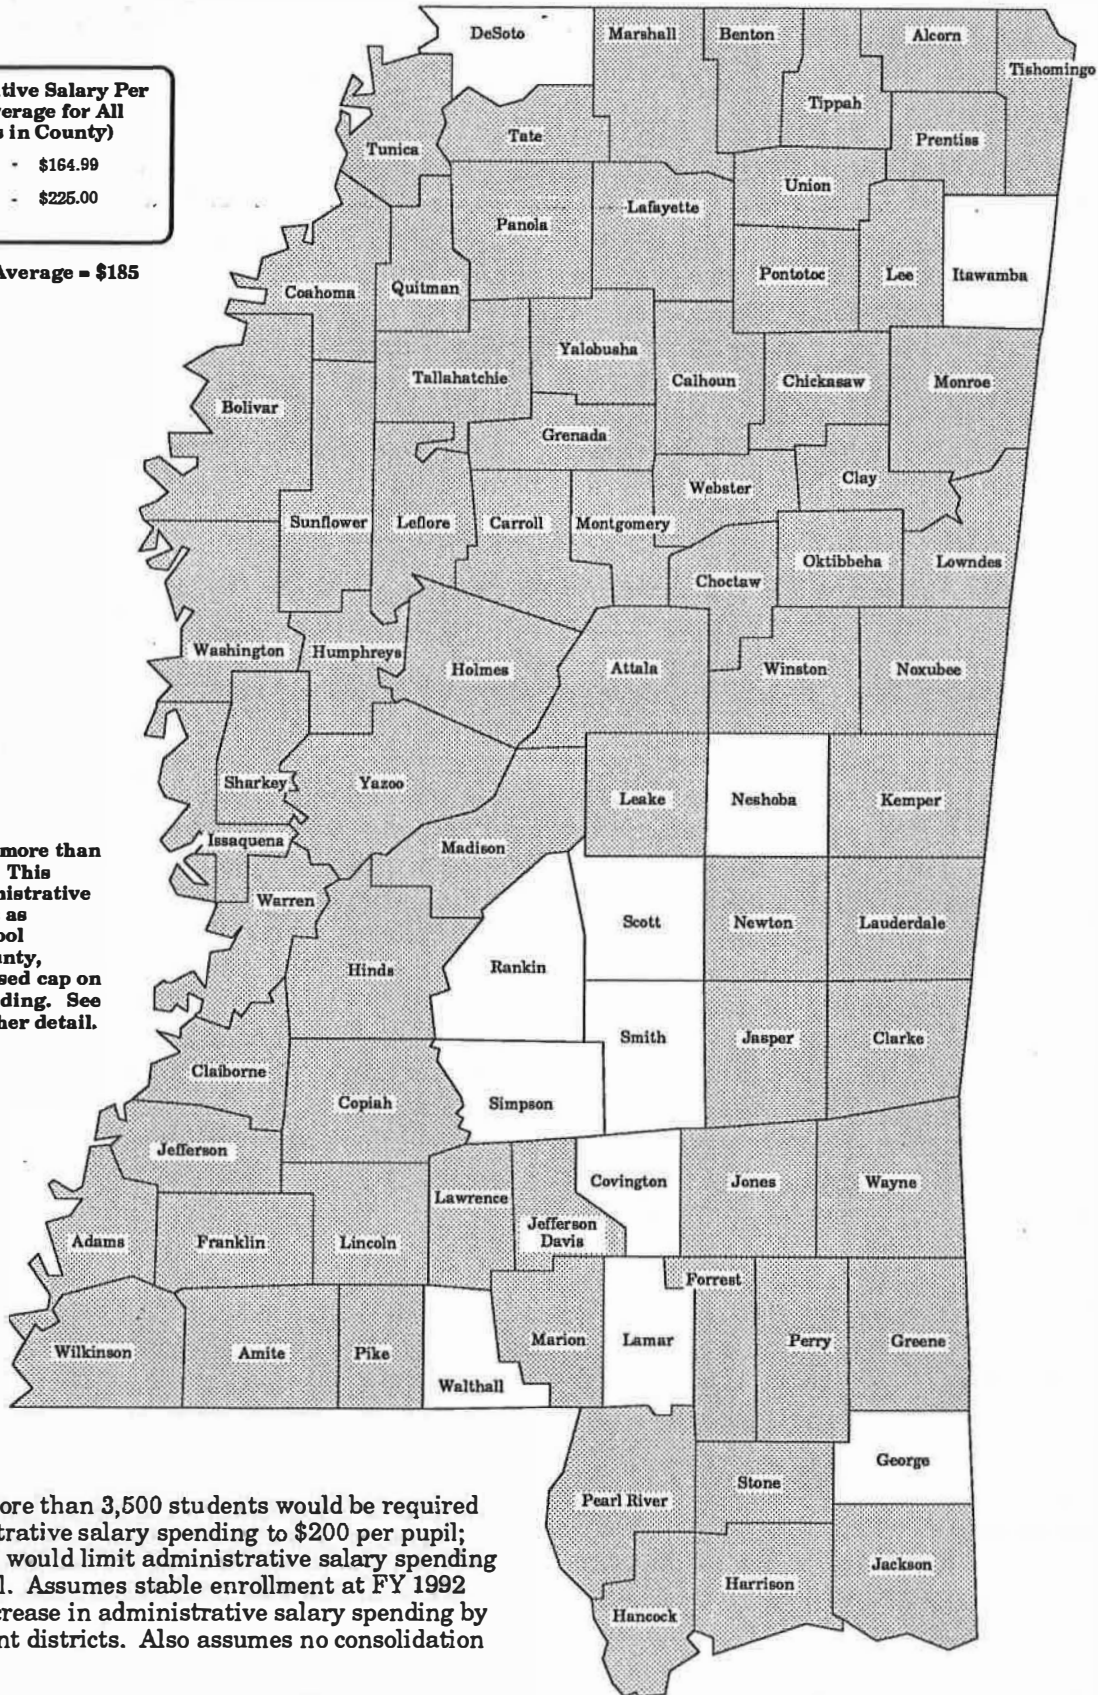 DeSoto
Marshall
Benton
Alcorn
Tishomingo
tive Salary Per
verage for All
s in County)
- $164.99
- $225.00
Average = $185
Tippah
Prentiss
Tate
Tunica
Union
Lafayette
Panola
Pontotoc
Lee
Itawamba
Coahoma
Quitman
Yalobusha
Tallahatchie
Calhoun
Chickasaw
Monroe
Bolivar
Grenada
Webster
Clay
Sunflower
Leflore
Carroll
Montgomery
Oktibbeha
Lowndes
Choctaw
Washington
Humphreys
Holmes
Attala
Winston
Noxubee
Sharkey
Yazoo
Leake
Neshoba
Kemper
Issaquena
Madison
more than
This
nistrative
as
ool
unty,
sed cap on
ding. See
her detail.
Warren
Scott
Newton
Lauderdale
Hinds
Rankin
Smith
Jasper
Clarke
Claiborne
Copiah
Simpson
Jefferson
Covington
Jones
Wayne
Lawrence
Jefferson
Davis
Adams
Franklin
Lincoln
Forrest
Wilkinson
Amite
Pike
Marion
Lamar
Perry
Greene
Walthall
George
Stone
Pearl River
Jackson
Harrison
Hancock
ore than 3,500 students would be required
trative salary spending to $200 per pupil;
would limit administrative salary spending
l. Assumes stable enrollment at FY 1992
crease in administrative salary spending by
nt districts. Also assumes no consolidation